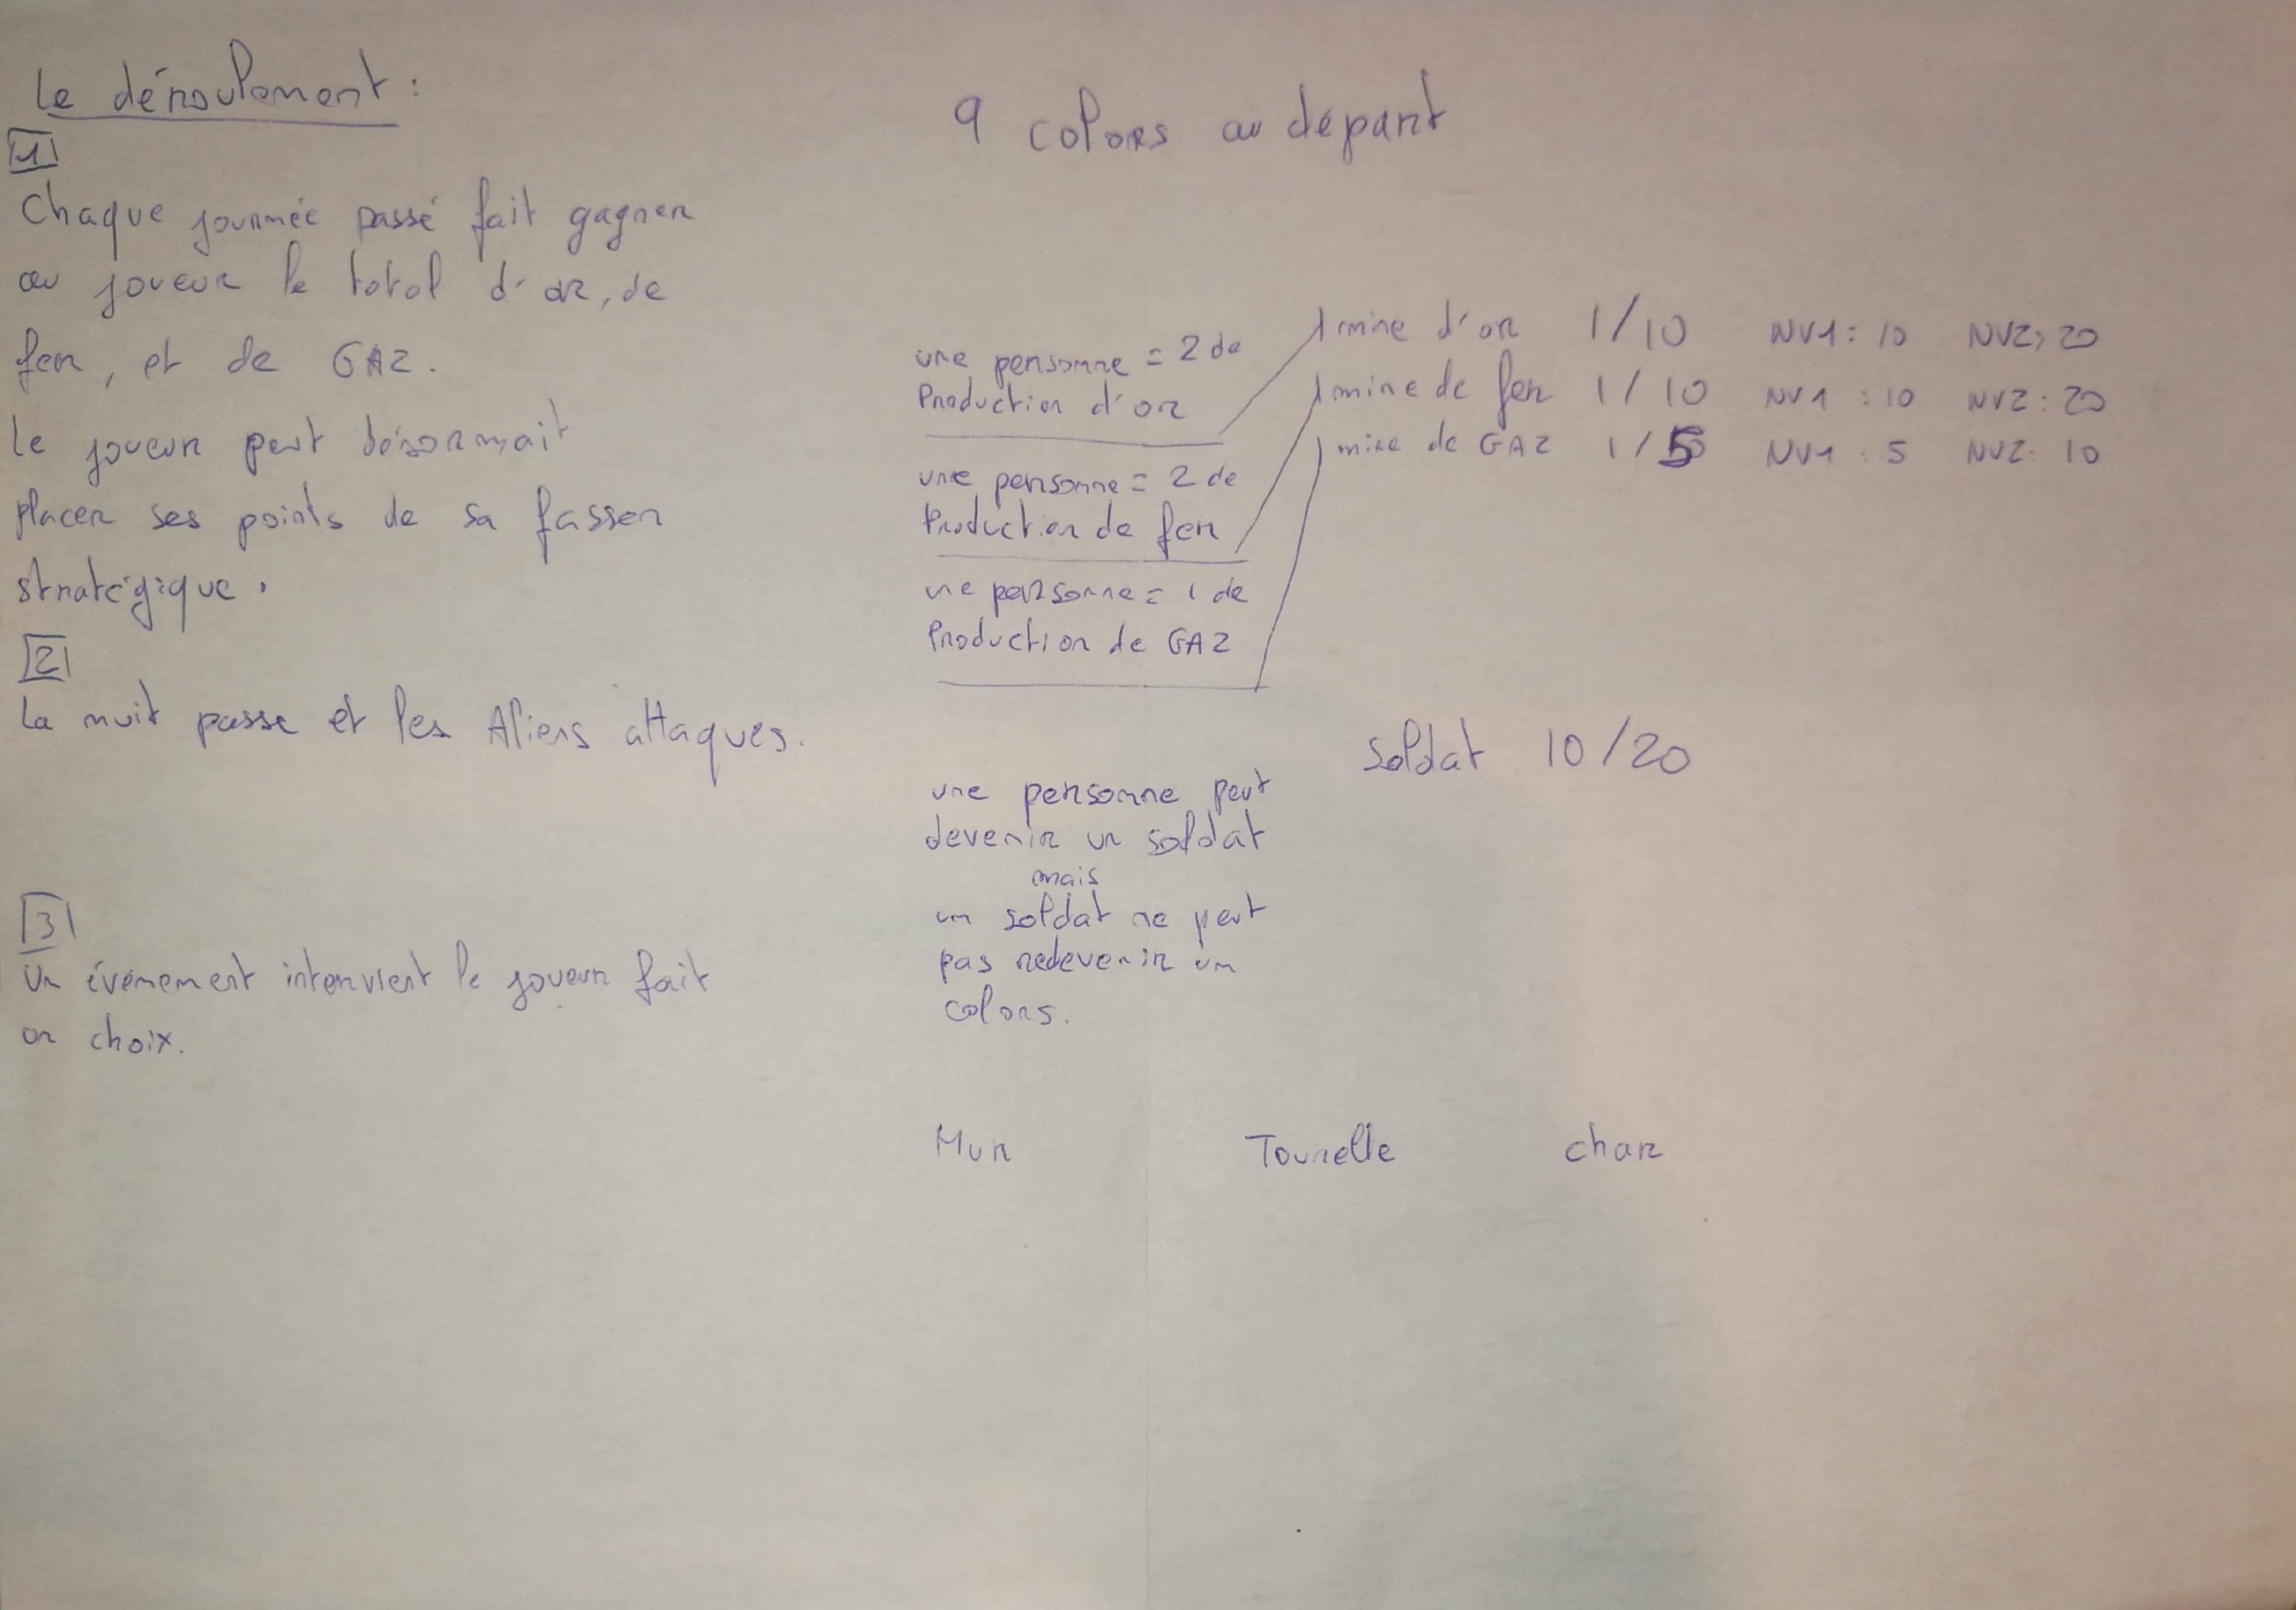 Le déroulement :
1
Chaque journée passé fait gagner
au joueur le total d'or, de
fer, et de GAZ.
le joueur peut désormait
placer ses points de sa fasson
stratégique.
2
La nuit passe et les Aliens attaques.
3
Un évenement intervient le joueur fait
un choix.
9 colons au départ
une personne = 2 de
Production d'or
une personne = 2 de
Production de fer
une personne = 1 de
Production de GAZ
1 mine d'or 1/10 NV1 : 10 NV2 : 20
1 mine de fer 1/10 NV1 : 10 NV2 : 20
1 mine de GAZ 1/5 NV1 : 5 NV2 : 10
Soldat 10/20
une personne peut
devenir un soldat
mais
un soldat ne peut
pas redevenir un
colons.
Mur Tourelle char